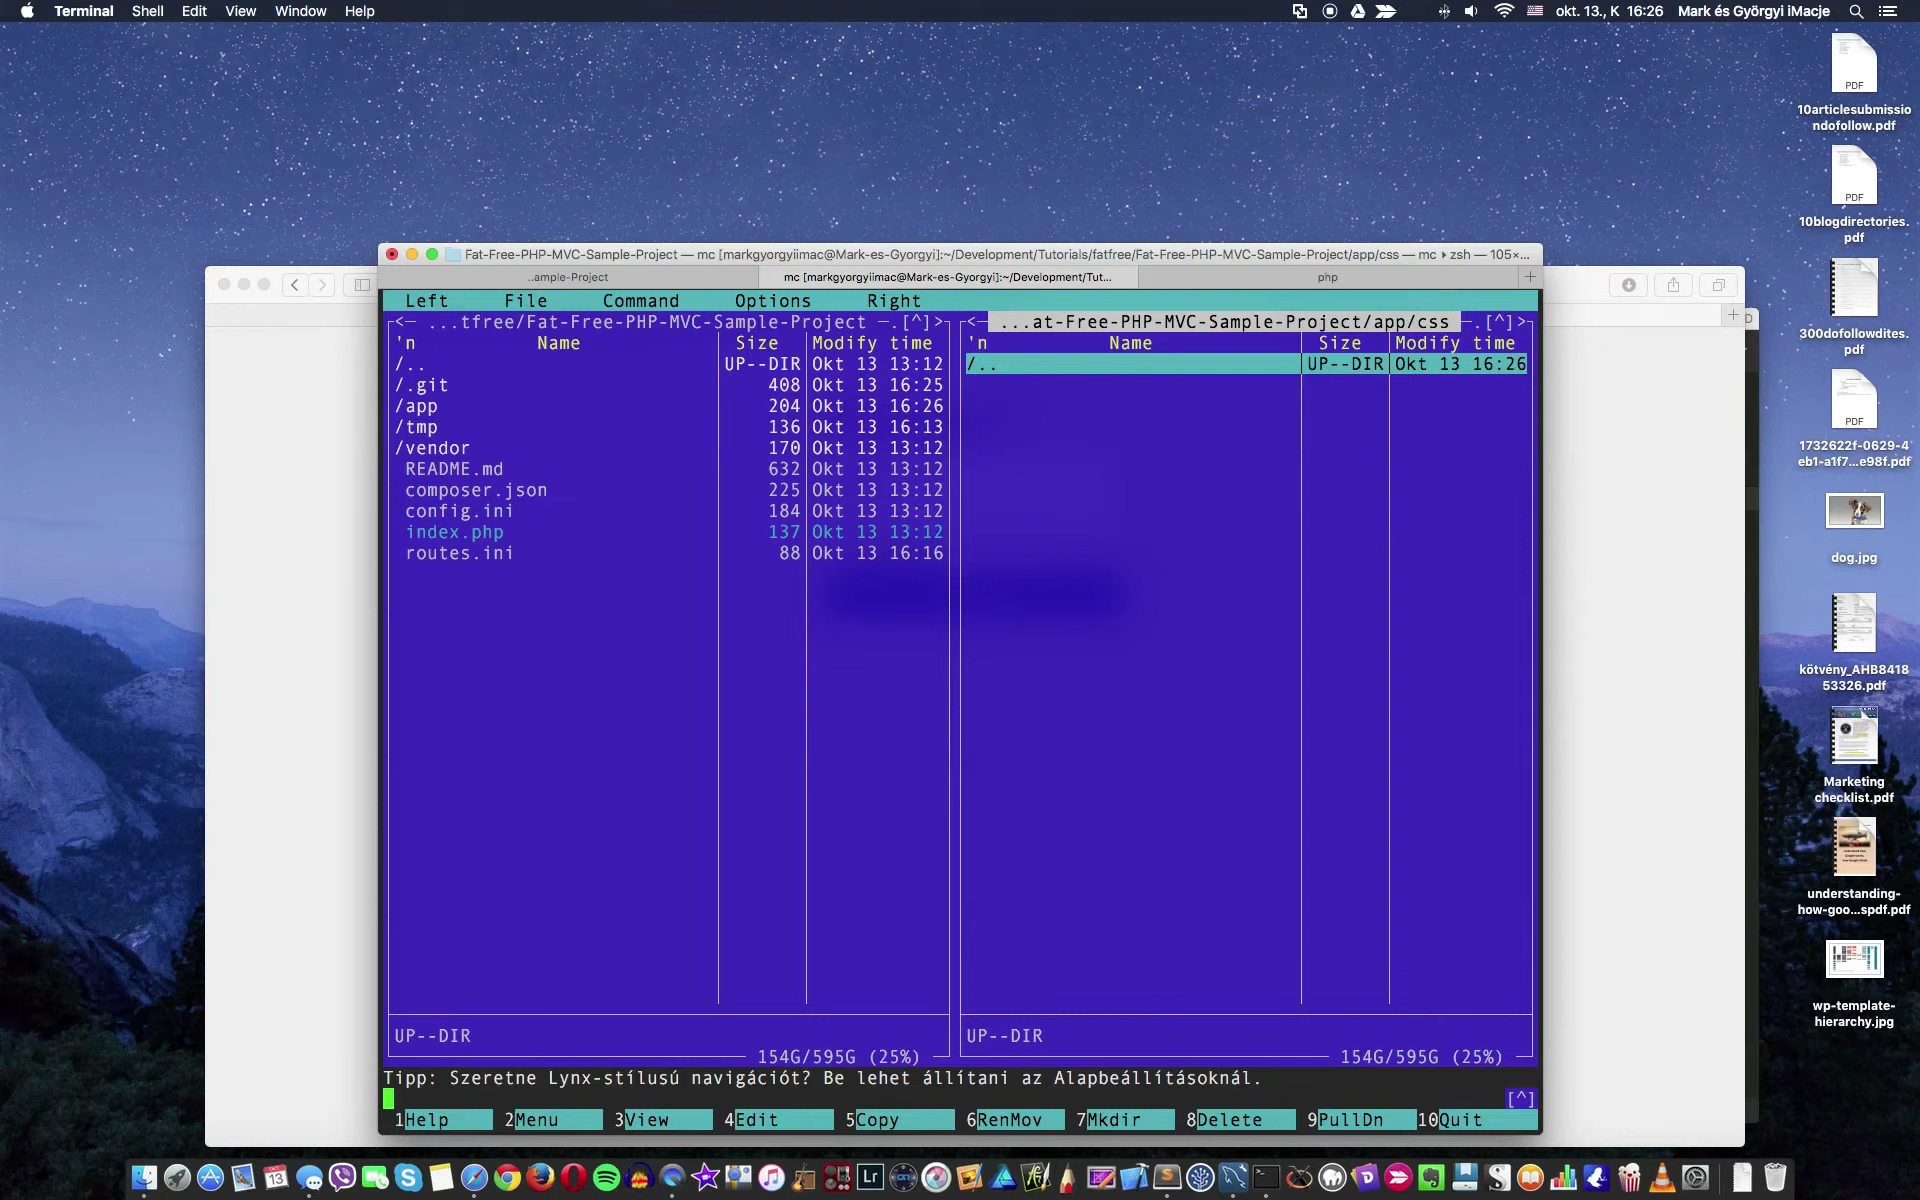 Terminal Shell Edit View Window Help okt. 13., K 16:26 Mark és Györgyi iMacje
Fat-Free-PHP-MVC-Sample-Project — mc [markgyorgyiimac@Mark-es-Gyorgyi]:~/Development/Tutorials/fatfree/Fat-Free-PHP-MVC-Sample-Project/app/css — mc ▸ zsh — 105×...
..ample-Project mc [markgyorgyiimac@Mark-es-Gyorgyi]:~/Development/Tut... php
Left File Command Options Right
<— ...tfree/Fat-Free-PHP-MVC-Sample-Project —.[^]>
'n Name Size Modify time
/.. UP--DIR Okt 13 13:12
/.git 408 Okt 13 16:25
/app 204 Okt 13 16:26
/tmp 136 Okt 13 16:13
/vendor 170 Okt 13 13:12
README.md 632 Okt 13 13:12
composer.json 225 Okt 13 13:12
config.ini 184 Okt 13 13:12
index.php 137 Okt 13 13:12
routes.ini 88 Okt 13 16:16
UP--DIR
154G/595G (25%)
<— ...at-Free-PHP-MVC-Sample-Project/app/css —.[^]>
'n Name Size Modify time
/.. UP--DIR Okt 13 16:26
UP--DIR
154G/595G (25%)
Tipp: Szeretne Lynx-stílusú navigációt? Be lehet állítani az Alapbeállításoknál.
[^]
1Help 2Menu 3View 4Edit 5Copy 6RenMov 7Mkdir 8Delete 9PullDn 10Quit
PDF
10articlesubmissio
ndofollow.pdf
PDF
10blogdirectories.
pdf
300dofollowdites.
pdf
PDF
1732622f-0629-4
eb1-a1f7...e98f.pdf
dog.jpg
kötvény_AHB8418
53326.pdf
Marketing
checklist.pdf
understanding-
how-goo...spdf.pdf
wp-template-
hierarchy.jpg